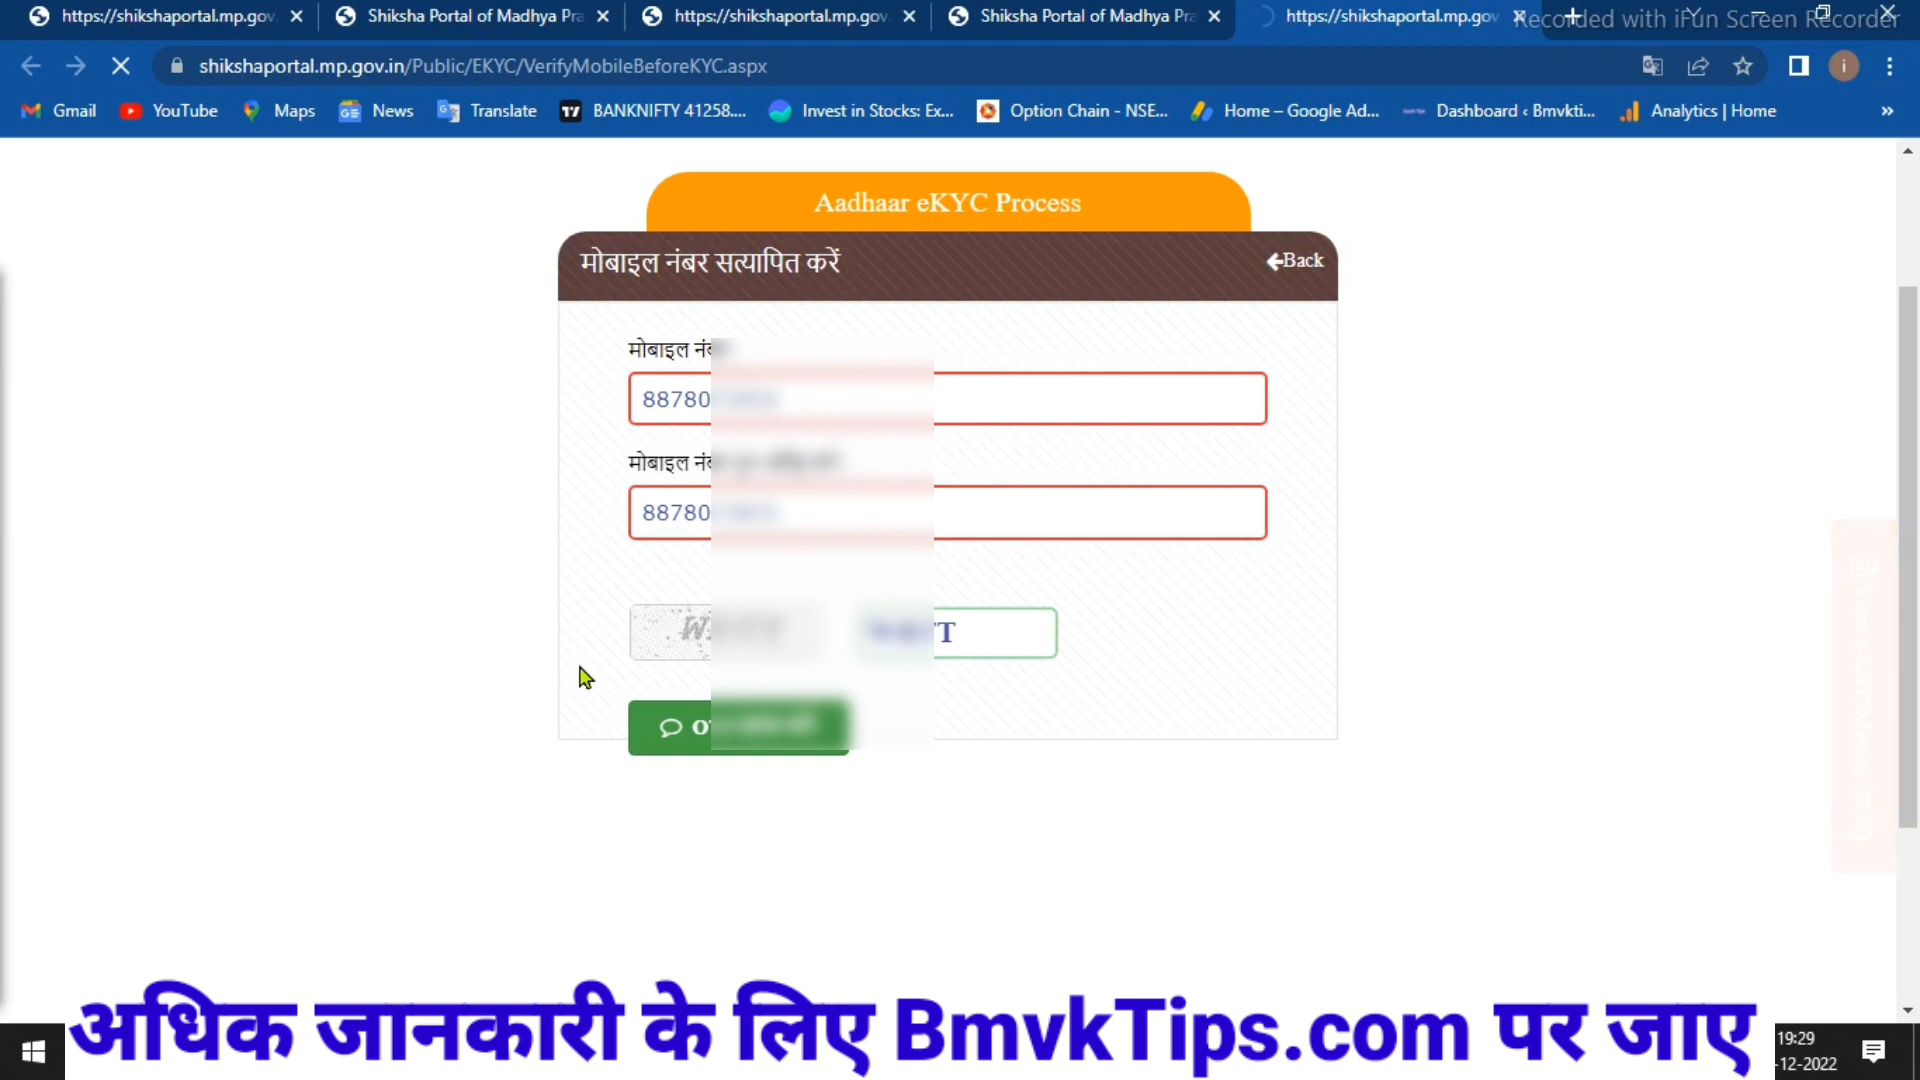 https://shikshaportal.mp.gov. Shiksha Portal of Madhya Pra https://shikshaportal.mp.gov. Shiksha Portal of Madhya Pra https://shikshaportal.mp.gov
Recorded with iFun Screen Recorder
shikshaportal.mp.gov.in/Public/EKYC/VerifyMobileBeforeKYC.aspx
Gmail YouTube Maps News Translate BANKNIFTY 41258.... Invest in Stocks: Ex... Option Chain - NSE... Home – Google Ad... Dashboard ‹ Bmvkti... Analytics | Home »
Aadhaar eKYC Process
मोबाइल नंबर सत्यापित करें
Back
मोबाइल
88780
मोबाइल
88780
अधिक जानकारी के लिए BmvkTips.com पर जाए
19:29
-12-2022